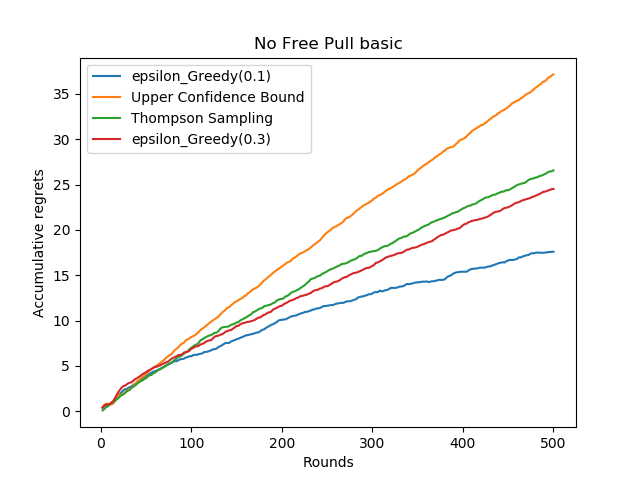 No Free Pull basic
epsilon_Greedy(0.1)
Upper Confidence Bound
Thompson Sampling
epsilon_Greedy(0.3)
Accumulative regrets
35
30
25
20
15
10
5
0
0 100 200 300 400 500
Rounds